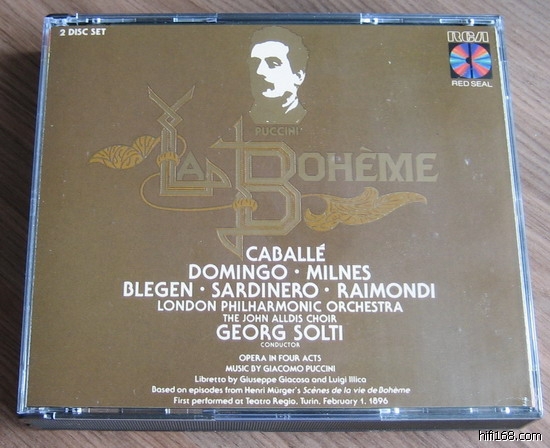 2 DISC SET
RCA
RED SEAL
PUCCINI
LA BOHÈME
CABALLÉ
DOMINGO · MILNES
BLEGEN · SARDINERO · RAIMONDI
LONDON PHILHARMONIC ORCHESTRA
THE JOHN ALLDIS CHOIR
GEORG SOLTI
CONDUCTOR
OPERA IN FOUR ACTS
MUSIC BY GIACOMO PUCCINI
Libretto by Giuseppe Giacosa and Luigi Illica
Based on episodes from Henri Mürger's Scénes de la vie de Bohème
First performed at Teatro Regio, Turin, February 1, 1896
hifi168.com